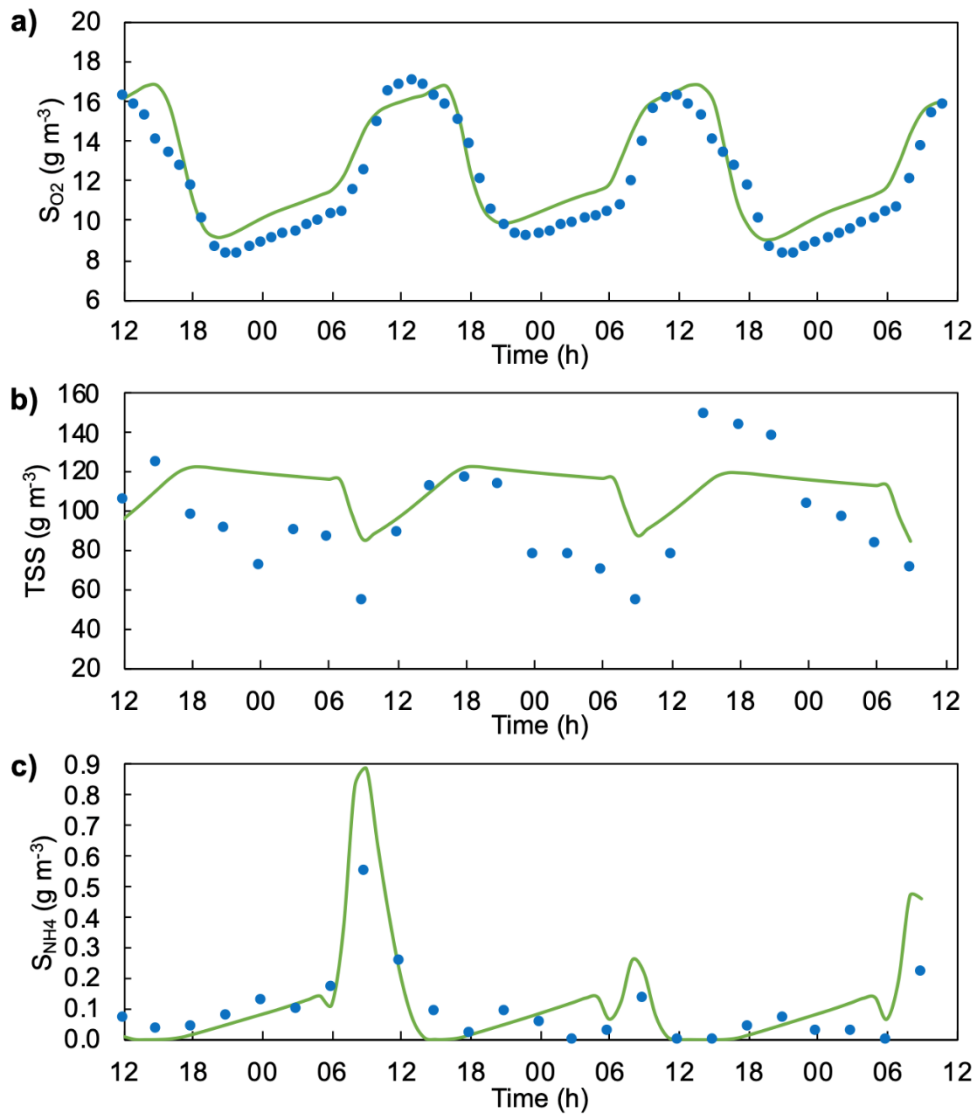 a)
20
18
16
14
12
10
8
6
S_O2 (g m⁻³)
12 18 00 06 12 18 00 06 12 18 00 06 12
Time (h)
b)
160
140
120
100
80
60
40
20
TSS (g m⁻³)
12 18 00 06 12 18 00 06 12 18 00 06 12
Time (h)
c)
0.9
0.8
0.7
0.6
0.5
0.4
0.3
0.2
0.1
0.0
S_NH4 (g m⁻³)
12 18 00 06 12 18 00 06 12 18 00 06 12
Time (h)